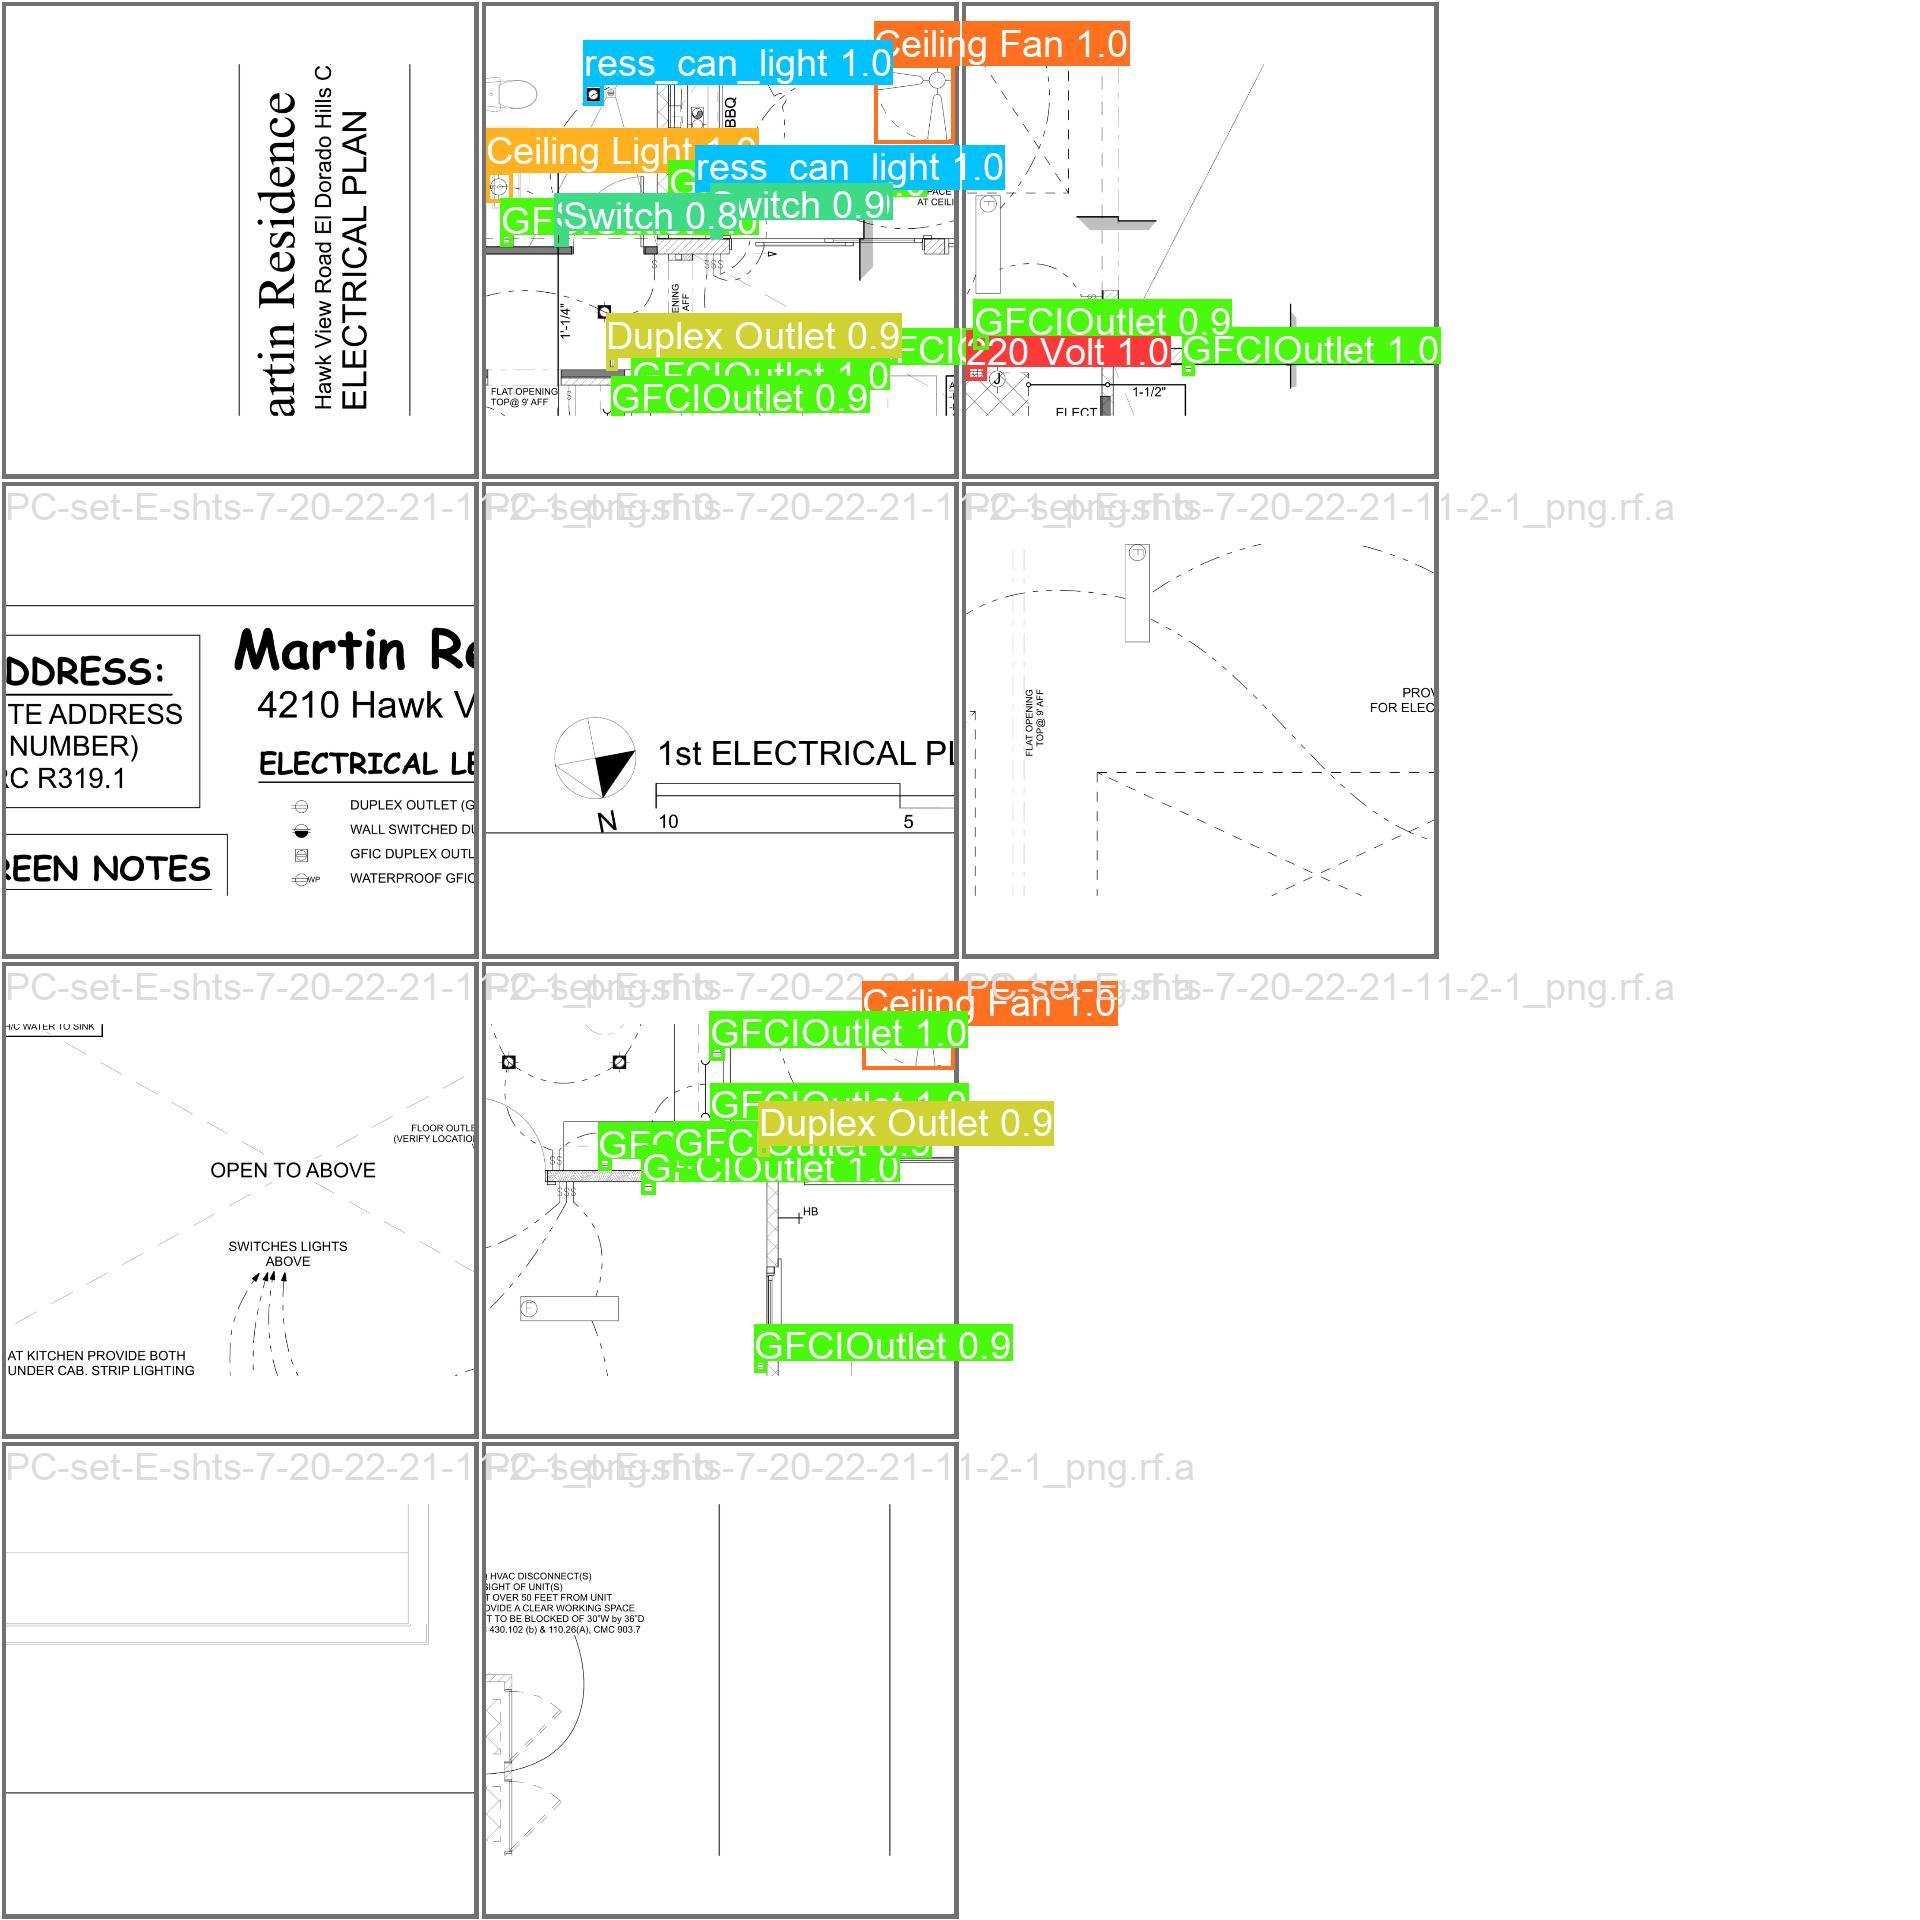 artin Residence
Hawk View Road El Dorado Hills C
ELECTRICAL PLAN
ress_can_light 1.0
Ceiling Fan 1.0
BBQ
Ceiling Light
ress_can_light 1.0
Switch 0.8
witch 0.9
AT CEILI
1'-1/4"
FLAT OPENING
TOP@ 9' AFF
Duplex Outlet 0.9
GFCIOutlet 1.0
GFCIOutlet 0.9
GFCIOutlet 0.9
220 Volt 1.0
GFCIOutlet 1.0
J
1-1/2"
ELECT
PC-set-E-shts-7-20-22-21-11-2-1_png.rf.a
DDRESS:
TE ADDRESS
NUMBER)
RC R319.1
REEN NOTES
Martin Re
4210 Hawk V
ELECTRICAL LE
DUPLEX OUTLET (G
WALL SWITCHED DU
GFIC DUPLEX OUTL
WP
WATERPROOF GFIC
1st ELECTRICAL PL
N
10
5
F
FLAT OPENING
TOP@ 9' AFF
PROV
FOR ELEC
PC-set-E-shts-7-20-22-21-11-2-1_png.rf.a
H/C WATER TO SINK
FLOOR OUTLE
(VERIFY LOCATION
OPEN TO ABOVE
SWITCHES LIGHTS
ABOVE
AT KITCHEN PROVIDE BOTH
UNDER CAB. STRIP LIGHTING
Ceiling Fan 1.0
GFCIOutlet 1.0
GFCIOutlet 1.0
Duplex Outlet 0.9
GFCIOutlet 1.0
HB
F
GFCIOutlet 0.9
PC-set-E-shts-7-20-22-21-11-2-1_png.rf.a
HVAC DISCONNECT(S)
SIGHT OF UNIT(S)
T OVER 50 FEET FROM UNIT
OVIDE A CLEAR WORKING SPACE
T TO BE BLOCKED OF 30"W by 36"D
430.102 (b) & 110.26(A), CMC 903.7